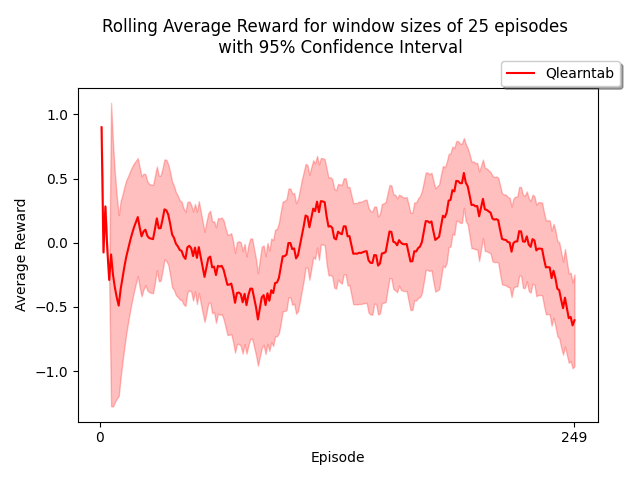 Rolling Average Reward for window sizes of 25 episodes
with 95% Confidence Interval
Qlearntab
1.0
0.5
0.0
−0.5
−1.0
Average Reward
0
249
Episode